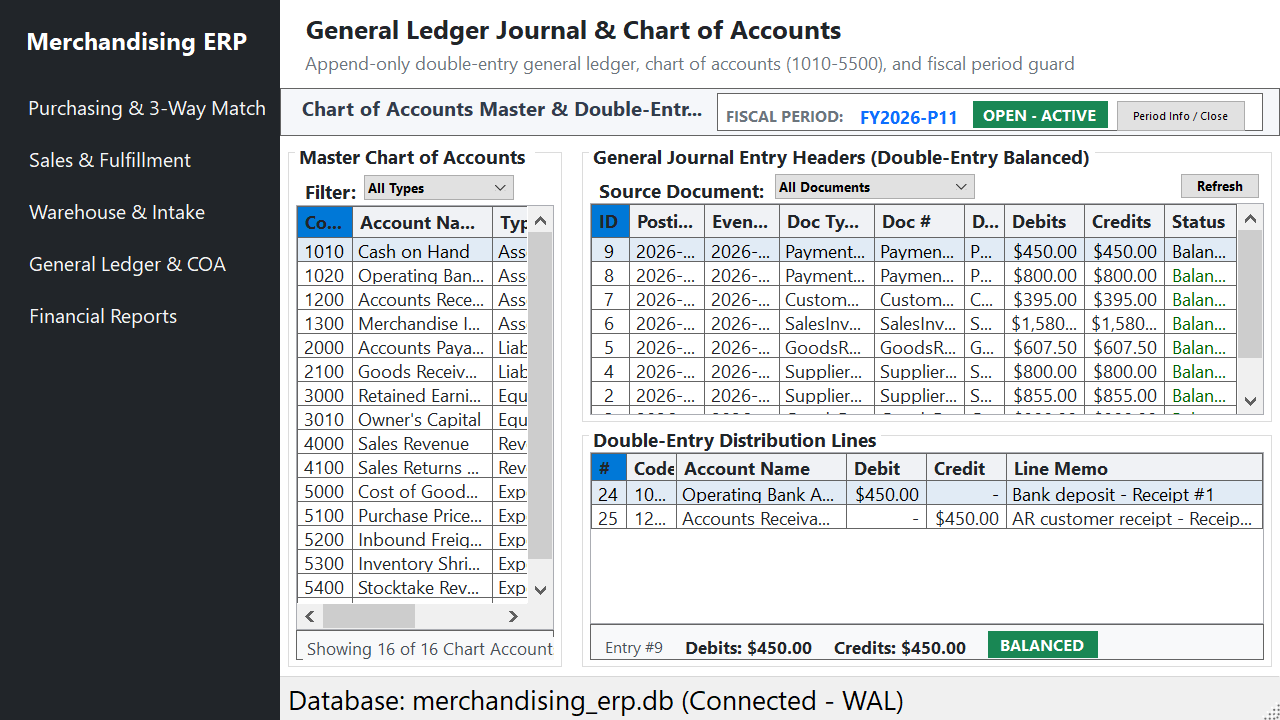 Merchandising ERP
Purchasing & 3-Way Match
Sales & Fulfillment
Warehouse & Intake
General Ledger & COA
Financial Reports
General Ledger Journal & Chart of Accounts
Append-only double-entry general ledger, chart of accounts (1010-5500), and fiscal period guard
Chart of Accounts Master & Double-Entr...
FISCAL PERIOD: FY2026-P11 OPEN - ACTIVE Period Info / Close
Master Chart of Accounts
Filter: All Types
Co... Account Na... Typ
1010 Cash on Hand Ass
1020 Operating Ban... Ass
1200 Accounts Rece... Ass
1300 Merchandise I... Ass
2000 Accounts Paya... Liab
2100 Goods Receiv... Liab
3000 Retained Earni... Equ
3010 Owner's Capital Equ
4000 Sales Revenue Rev
4100 Sales Returns ... Rev
5000 Cost of Good... Exp
5100 Purchase Price... Exp
5200 Inbound Freig... Exp
5300 Inventory Shri... Exp
5400 Stocktake Rev... Exp
Showing 16 of 16 Chart Account
General Journal Entry Headers (Double-Entry Balanced)
Source Document: All Documents Refresh
ID Posti... Even... Doc Ty... Doc # D... Debits Credits Status
9 2026-... 2026-... Payment... Paymen... P... $450.00 $450.00 Balan...
8 2026-... 2026-... Payment... Paymen... P... $800.00 $800.00 Balan...
7 2026-... 2026-... Custom... Custom... C... $395.00 $395.00 Balan...
6 2026-... 2026-... SalesInv... SalesInv... S... $1,580... $1,580... Balan...
5 2026-... 2026-... GoodsR... GoodsR... G... $607.50 $607.50 Balan...
4 2026-... 2026-... Supplier... Supplier... S... $800.00 $800.00 Balan...
2 2026-... 2026-... Supplier... Supplier... S... $855.00 $855.00 Balan...
Double-Entry Distribution Lines
# Code Account Name Debit Credit Line Memo
24 10... Operating Bank A... $450.00 - Bank deposit - Receipt #1
25 12... Accounts Receiva... - $450.00 AR customer receipt - Receip...
Entry #9 Debits: $450.00 Credits: $450.00 BALANCED
Database: merchandising_erp.db (Connected - WAL)